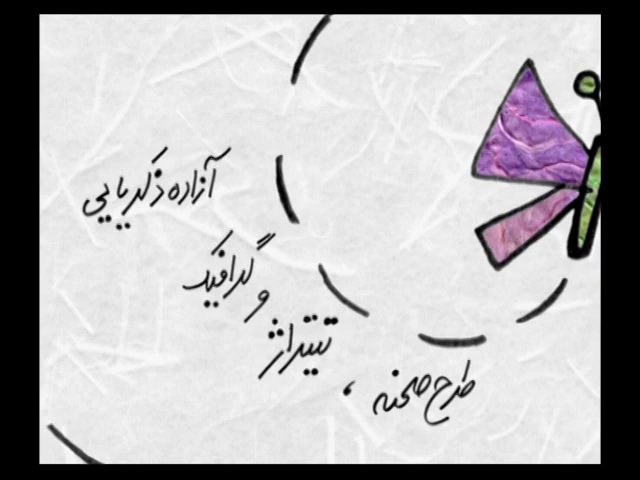 طرح صحنه ،
تیتراژ
و
گرافیک
آزاده ذکریایی